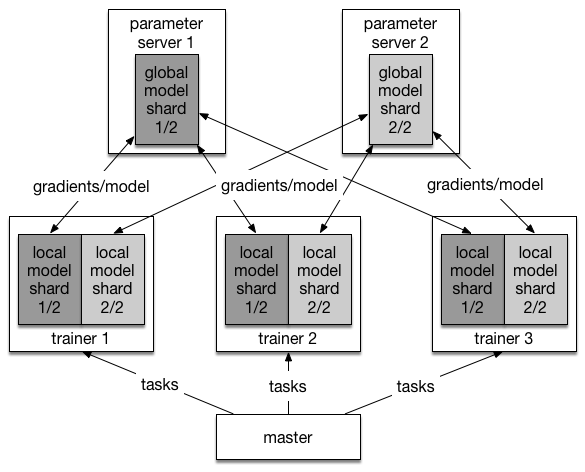 parameter
server 1
parameter
server 2
global
model
shard
1/2
global
model
shard
2/2
gradients/model
gradients/model
gradients/model
local
model
shard
1/2
local
model
shard
2/2
trainer 1
local
model
shard
1/2
local
model
shard
2/2
trainer 2
local
model
shard
1/2
local
model
shard
2/2
trainer 3
tasks
tasks
tasks
master